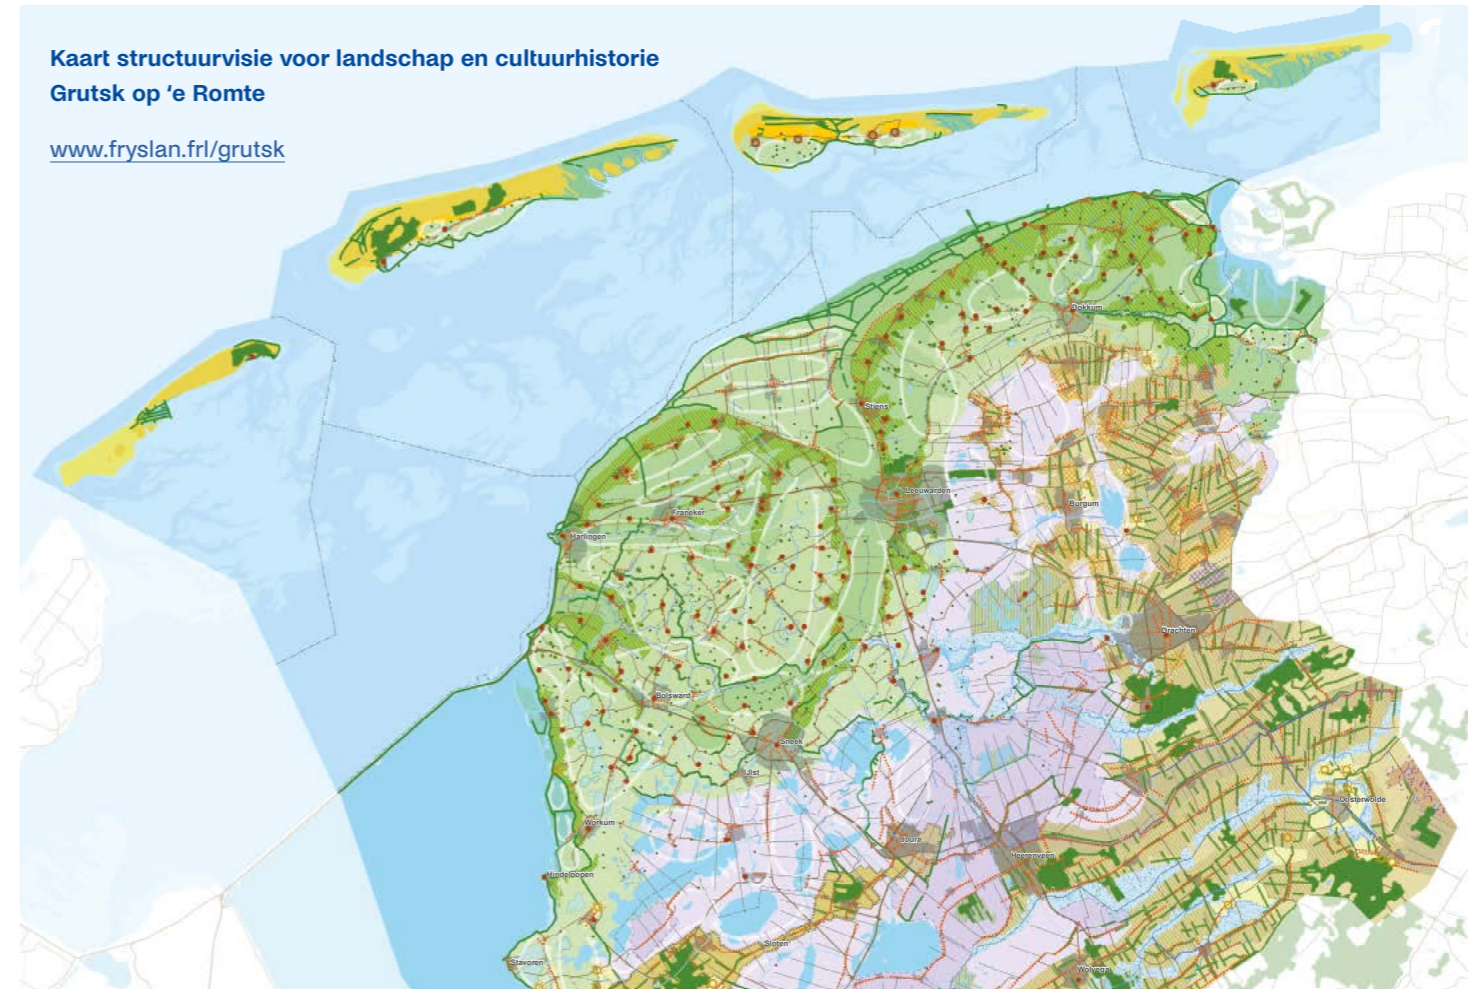 Kaart structuurvisie voor landschap en cultuurhistorie
Grutsk op ‘e Romte
www.fryslan.frl/grutsk
Dokkum
Stiens
Leeuwarden
Burgum
Franeker
Harlingen
Drachten
Bolsward
Sneek
IJlst
Oosterwolde
Workum
Joure
Heerenveen
Hindeloopen
Sloten
Stavoren
Wolvega